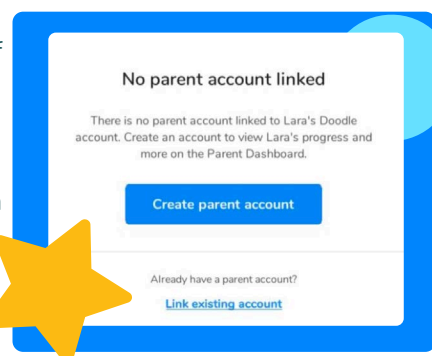 No parent account linked
There is no parent account linked to Lara's Doodle
account. Create an account to view Lara's progress and
more on the Parent Dashboard.
Create parent account
Already have a parent account?
Link existing account